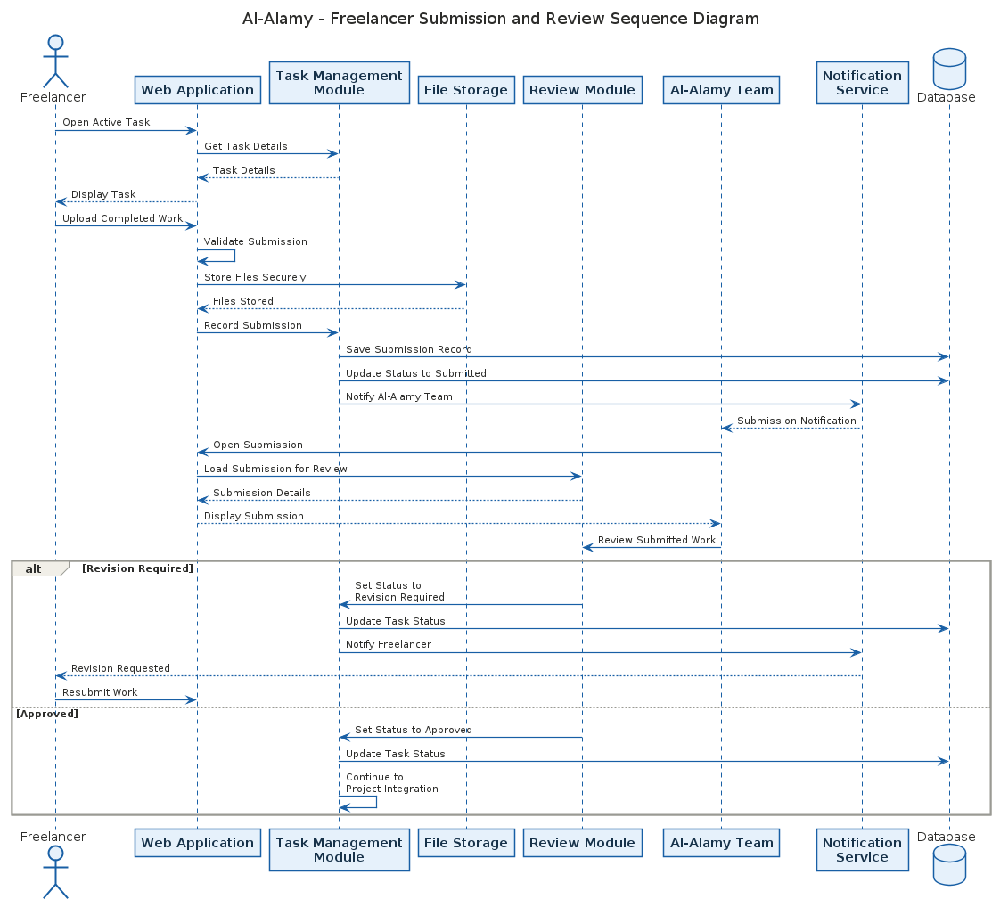 Al-Alamy - Freelancer Submission and Review Sequence Diagram
Freelancer
Web Application
Task Management
Module
File Storage
Review Module
Al-Alamy Team
Notification
Service
Database
Open Active Task
Get Task Details
Task Details
Display Task
Upload Completed Work
Validate Submission
Store Files Securely
Files Stored
Record Submission
Save Submission Record
Update Status to Submitted
Notify Al-Alamy Team
Submission Notification
Open Submission
Load Submission for Review
Submission Details
Display Submission
Review Submitted Work
alt
[Revision Required]
Set Status to
Revision Required
Update Task Status
Notify Freelancer
Revision Requested
Resubmit Work
[Approved]
Set Status to Approved
Update Task Status
Continue to
Project Integration
Freelancer
Web Application
Task Management
Module
File Storage
Review Module
Al-Alamy Team
Notification
Service
Database